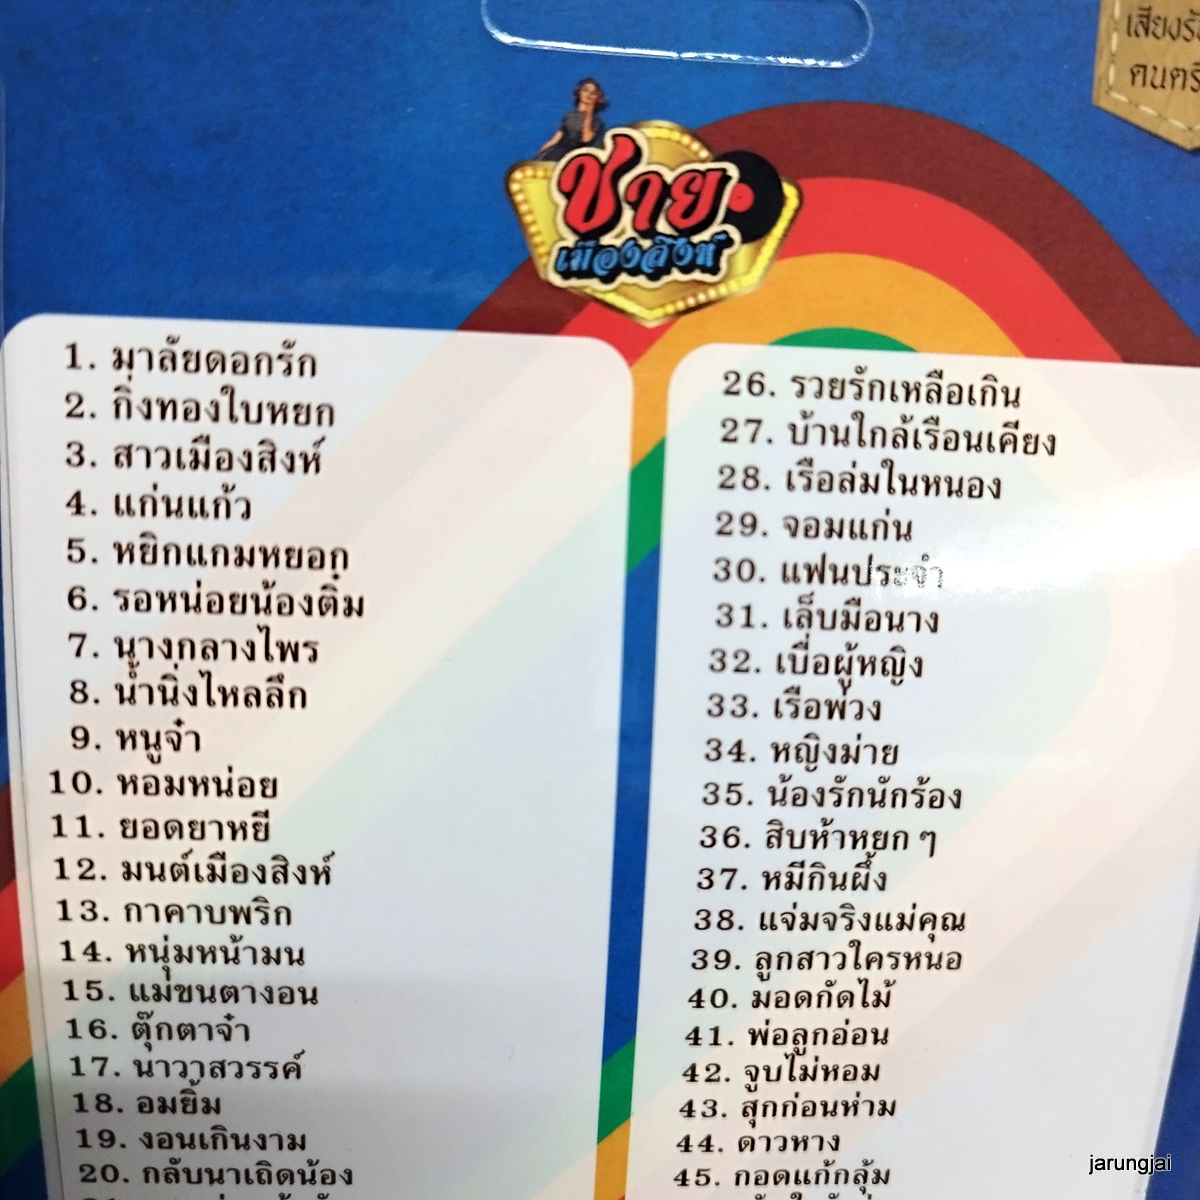 เสียงร้
ดนตรี
ชาย
เมืองสิงห์
1. มาลัยดอกรัก
2. กิ่งทองใบหยก
3. สาวเมืองสิงห์
4. แก่นแก้ว
5. หยิกแกมหยอก
6. รอหน่อยน้องติ๋ม
7. นางกลางไพร
8. น้ำนิ่งไหลลึก
9. หนูจ๋า
10. หอมหน่อย
11. ยอดยาหยี
12. มนต์เมืองสิงห์
13. กาคาบพริก
14. หนุ่มหน้ามน
15. แม่ขนตางอน
16. ตุ๊กตาจ๋า
17. นาวาสวรรค์
18. อมยิ้ม
19. งอนเกินงาม
20. กลับนาเถิดน้อง
26. รวยรักเหลือเกิน
27. บ้านใกล้เรือนเคียง
28. เรือล่มในหนอง
29. จอมแก่น
30. แฟนประจำ
31. เล็บมือนาง
32. เบื่อผู้หญิง
33. เรือพ่วง
34. หญิงม่าย
35. น้องรักนักร้อง
36. สิบห้าหยก ๆ
37. หมีกินผึ้ง
38. แจ่มจริงแม่คุณ
39. ลูกสาวใครหนอ
40. มอดกัดไม้
41. พ่อลูกอ่อน
42. จูบไม่หอม
43. สุกก่อนห่าม
44. ดาวหาง
45. กอดแก้กลุ้ม
jarungjai